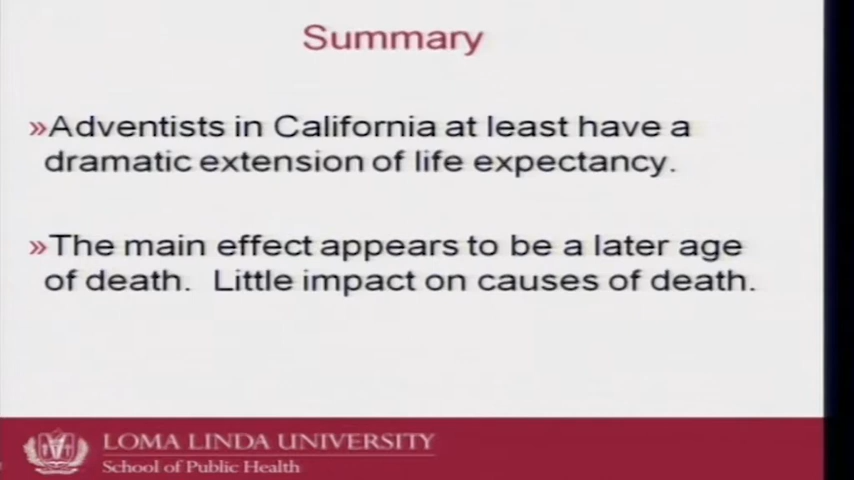 Summary
»Adventists in California at least have a
dramatic extension of life expectancy.
»The main effect appears to be a later age
of death. Little impact on causes of death.
LOMA LINDA UNIVERSITY
School of Public Health